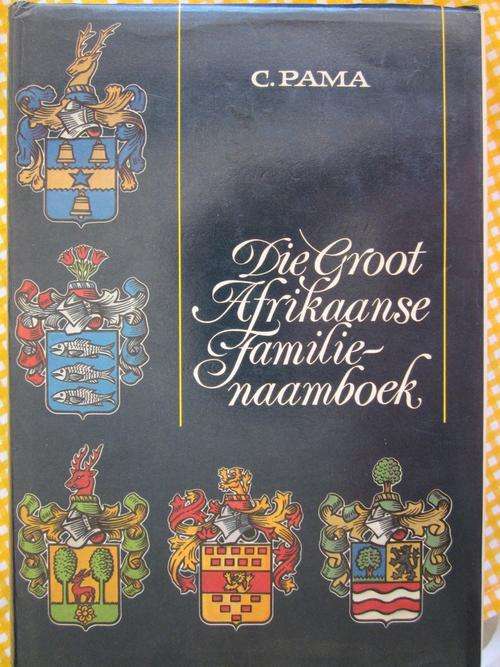 C. PAMA
Die Groot
Afrikaanse
Familie-
naamboek